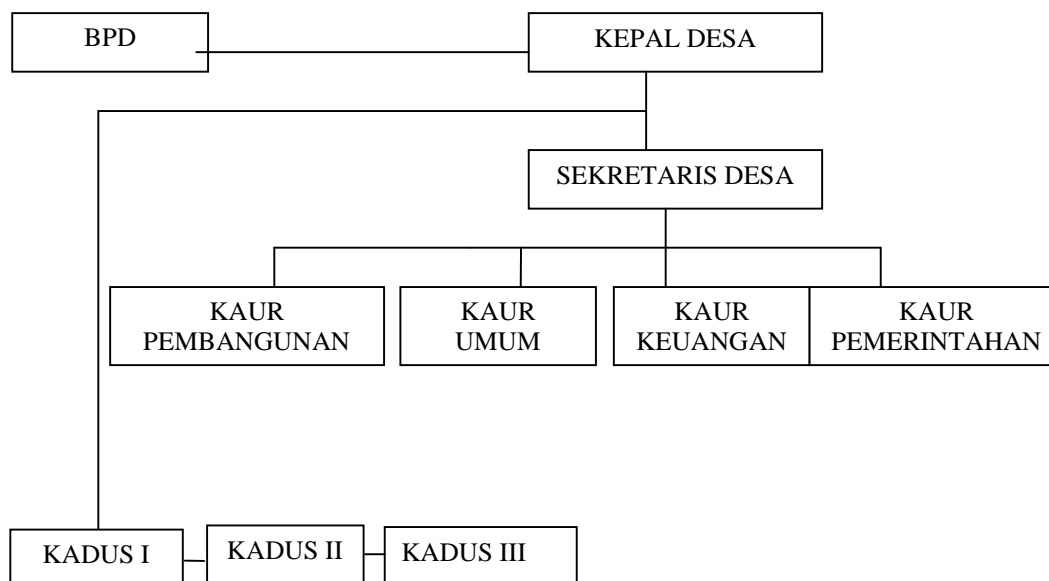 BPD
KEPAL DESA
SEKRETARIS DESA
KAUR
PEMBANGUNAN
KAUR
UMUM
KAUR
KEUANGAN
KAUR
PEMERINTAHAN
KADUS I
KADUS II
KADUS III